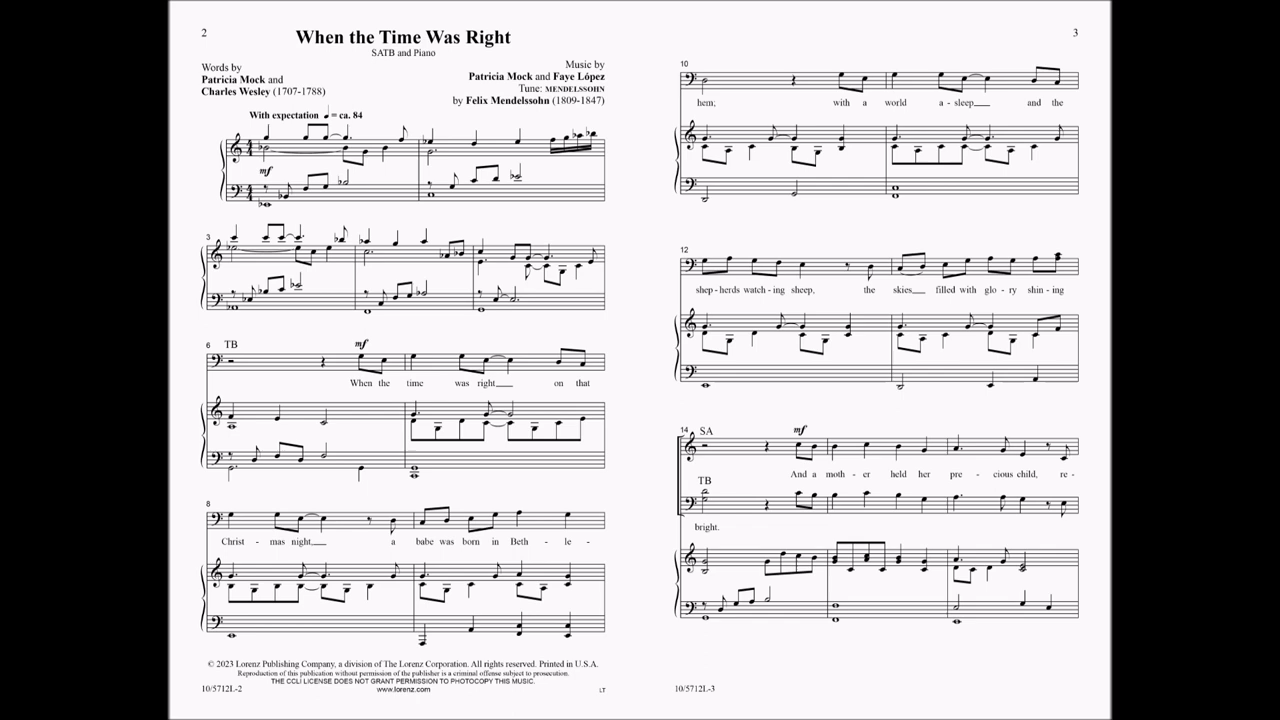 2
When the Time Was Right
SATB and Piano
Words by
Patricia Mock and
Charles Wesley (1707-1788)
Music by
Patricia Mock and Faye López
Tune: MENDELSSOHN
by Felix Mendelssohn (1809-1847)
With expectation ♩ = ca. 84
mf
3
6 TB mf
When the time was right on that
8
Christ - mas night a babe was born in Beth - le -
© 2023 Lorenz Publishing Company, a division of The Lorenz Corporation. All rights reserved. Printed in U.S.A.
Reproduction of this publication without permission of the publisher is a criminal offense subject to prosecution.
THE CCLI LICENSE DOES NOT GRANT PERMISSION TO PHOTOCOPY THIS MUSIC.
www.lorenz.com
10/5712L-2
LT
3
10
hem; with a world a - sleep and the
12
shep - herds watch - ing sheep, the skies filled with glo - ry shin - ing
14 SA mf
And a moth - er held her pre - cious child, re -
TB
bright.
10/5712L-3